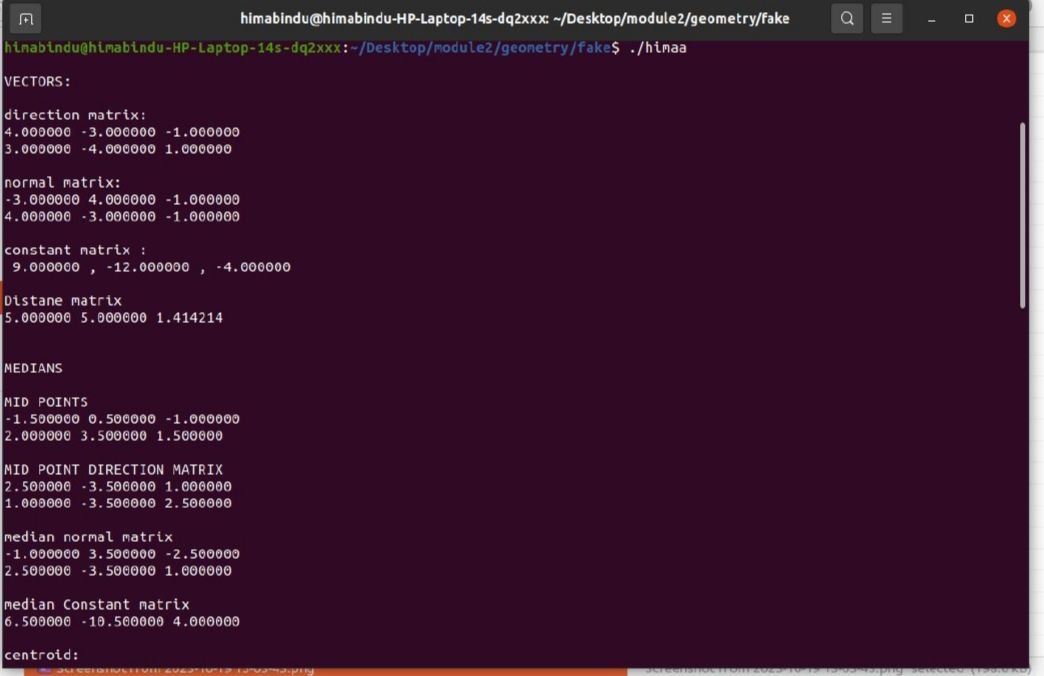 himabindu@himabindu-HP-Laptop-14s-dq2xxx: ~/Desktop/module2/geometry/fake
himabindu@himabindu-HP-Laptop-14s-dq2xxx:~/Desktop/module2/geometry/fake$ ./himaa
VECTORS:
direction matrix:
4.000000 -3.000000 -1.000000
3.000000 -4.000000 1.000000
normal matrix:
-3.000000 4.000000 -1.000000
4.000000 -3.000000 -1.000000
constant matrix :
9.000000 , -12.000000 , -4.000000
Distane matrix
5.000000 5.000000 1.414214
MEDIANS
MID POINTS
-1.500000 0.500000 -1.000000
2.000000 3.500000 1.500000
MID POINT DIRECTION MATRIX
2.500000 -3.500000 1.000000
1.000000 -3.500000 2.500000
median normal matrix
-1.000000 3.500000 -2.500000
2.500000 -3.500000 1.000000
median Constant matrix
6.500000 -10.500000 4.000000
centroid: